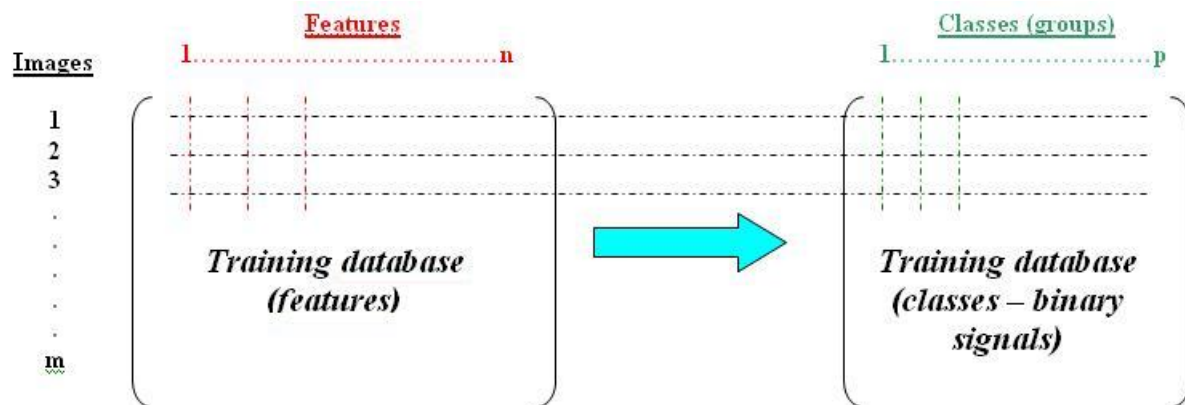 Features
1...................................n
Classes (groups)
1...........................p
Images
1
2
3
.
.
.
.
.
m
Training database
(features)
Training database
(classes – binary
signals)